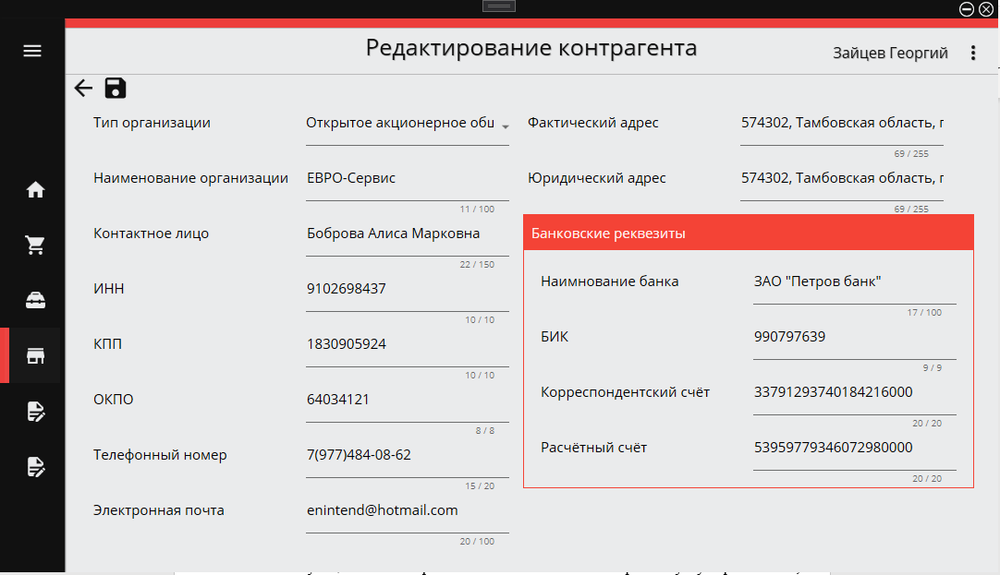 Редактирование контрагента
Зайцев Георгий
Тип организации
Открытое акционерное общ
Наименование организации
ЕВРО-Сервис
11 / 100
Контактное лицо
Боброва Алиса Марковна
22 / 150
ИНН
9102698437
10 / 10
КПП
1830905924
10 / 10
ОКПО
64034121
8 / 8
Телефонный номер
7(977)484-08-62
15 / 20
Электронная почта
enintend@hotmail.com
20 / 100
Фактический адрес
574302, Тамбовская область, г
69 / 255
Юридический адрес
574302, Тамбовская область, г
69 / 255
Банковские реквезиты
Наимнование банка
ЗАО "Петров банк"
17 / 100
БИК
990797639
9 / 9
Корреспондентский счёт
33791293740184216000
20 / 20
Расчётный счёт
53959779346072980000
20 / 20